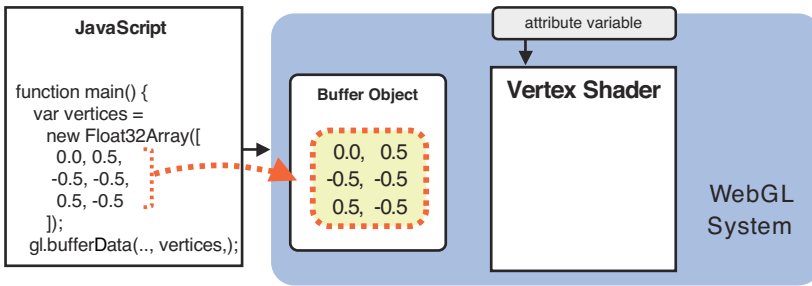 JavaScript
function main() {
var vertices =
new Float32Array([
0.0, 0.5,
-0.5, -0.5,
0.5, -0.5
]);
gl.bufferData(.., vertices,);
Buffer Object
0.0, 0.5
-0.5, -0.5
0.5, -0.5
attribute variable
Vertex Shader
WebGL
System